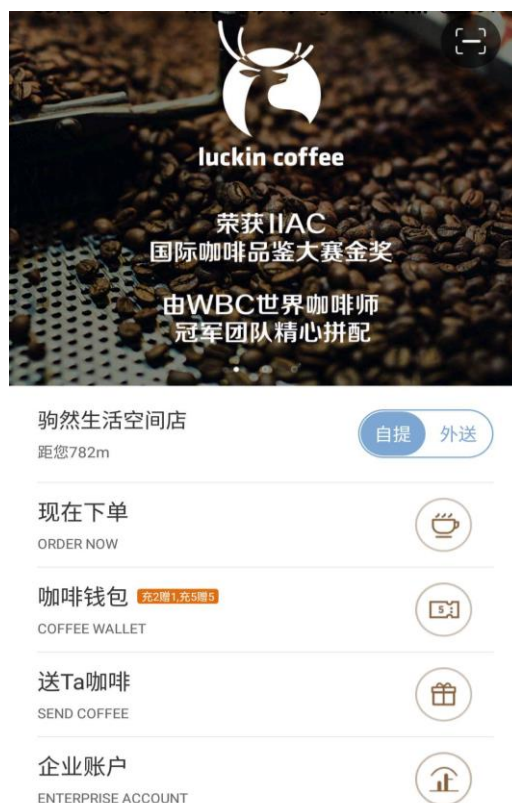 luckin coffee
荣获IIAC
国际咖啡品鉴大赛金奖
由WBC世界咖啡师
冠军团队精心拼配
驹然生活空间店
自提 外送
距您782m
现在下单
ORDER NOW
咖啡钱包 充2赠1,充5赠5
COFFEE WALLET
5
送Ta咖啡
SEND COFFEE
企业账户
ENTERPRISE ACCOUNT